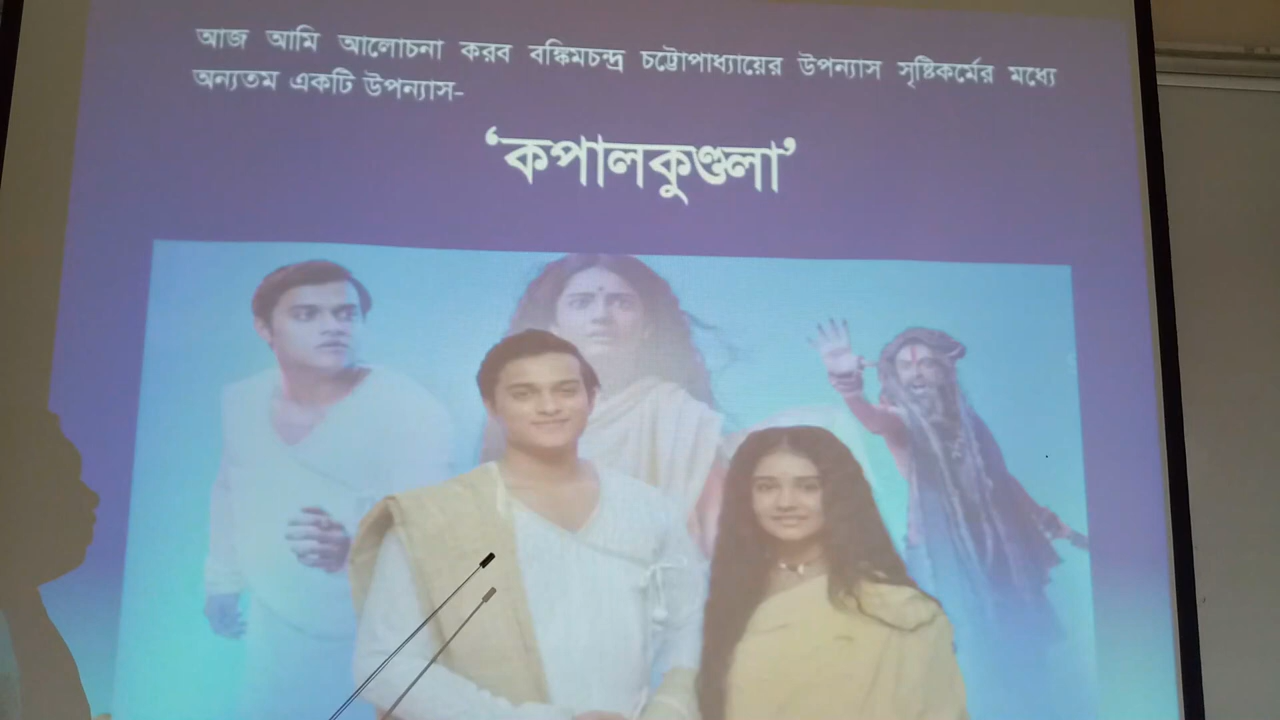 আজ আমি আলোচনা করব বঙ্কিমচন্দ্র চট্টোপাধ্যায়ের উপন্যাস সৃষ্টিকর্মের মধ্যে
অন্যতম একটি উপন্যাস-
‘কপালকুণ্ডলা’